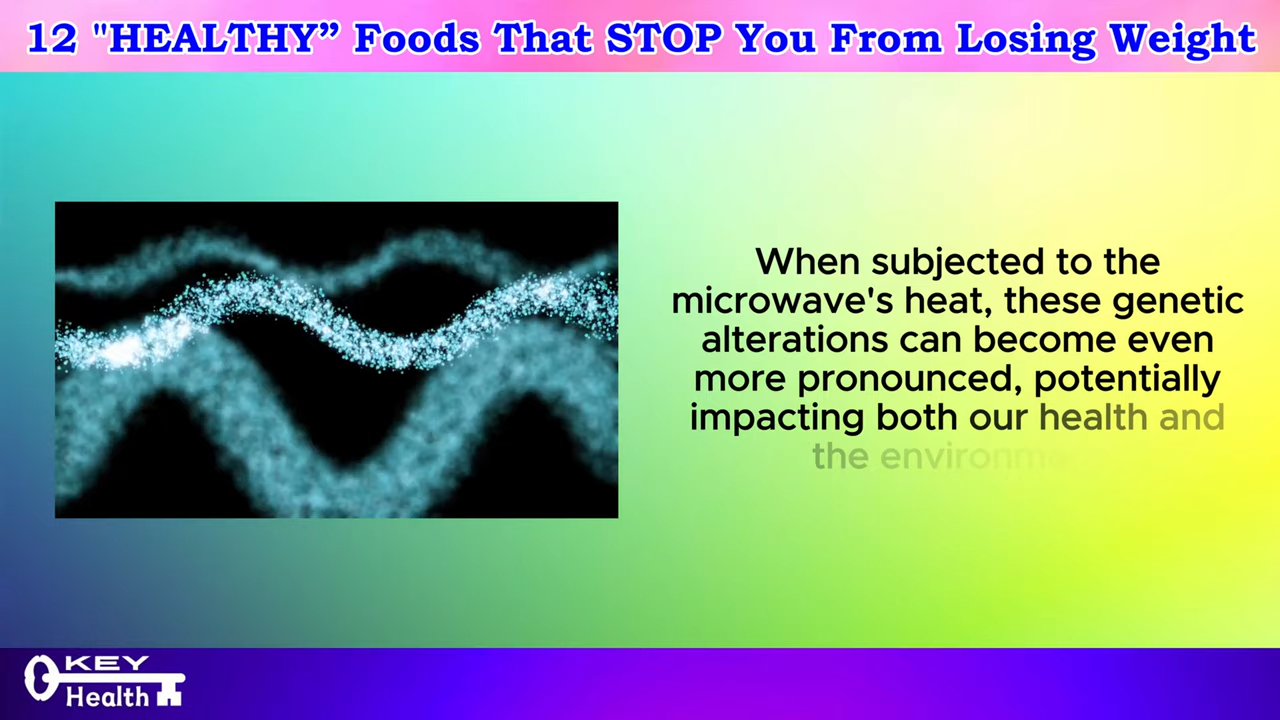 12 "HEALTHY” Foods That STOP You From Losing Weight
When subjected to the
microwave's heat, these genetic
alterations can become even
more pronounced, potentially
impacting both our health and
the
KEY
Health